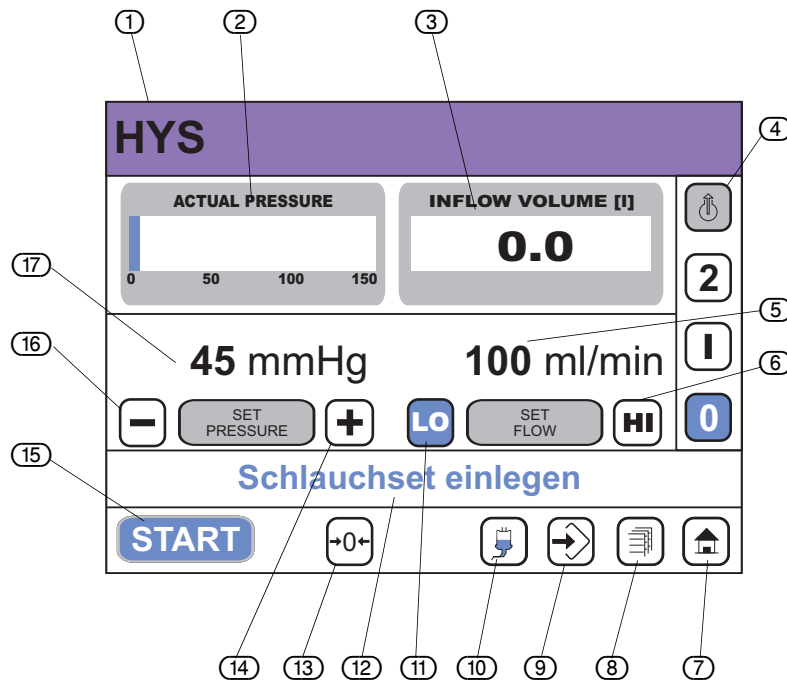 1 2 3
HYS
4
ACTUAL PRESSURE INFLOW VOLUME [l]
0.0
0 50 100 150
2
17
5
45 mmHg 100 ml/min
I
16
6
SET PRESSURE
LO
SET FLOW
HI
0
15
Schlauchset einlegen
START
→0←
14 13 12 11 10 9 8 7